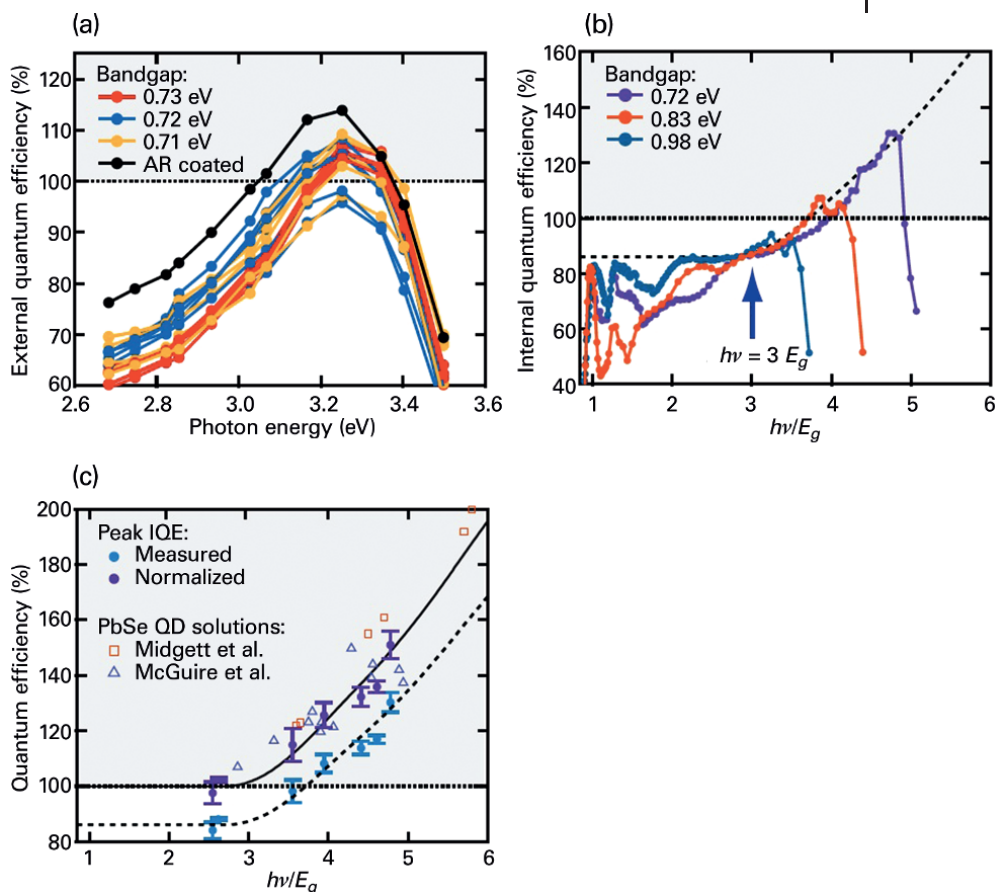 (a)
External quantum efficiency (%)
120
110
100
90
80
70
60
Bandgap:
0.73 eV
0.72 eV
0.71 eV
AR coated
2.6 2.8 3.0 3.2 3.4 3.6
Photon energy (eV)
(b)
Internal quantum efficiency (%)
160
140
120
100
80
60
40
Bandgap:
0.72 eV
0.83 eV
0.98 eV
hν = 3 Eg
1 2 3 4 5 6
hν/Eg
(c)
Quantum efficiency (%)
200
180
160
140
120
100
80
Peak IQE:
Measured
Normalized
PbSe QD solutions:
Midgett et al.
McGuire et al.
1 2 3 4 5 6
hν/Eg